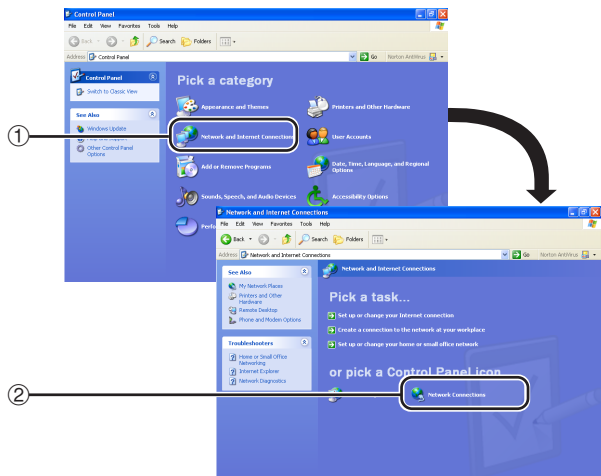 Control Panel
File Edit View Favorites Tools Help
Back Search Folders
Address Control Panel Go Norton AntiVirus
Control Panel
Switch to Classic View
See Also
Windows Update
Help and Support
Other Control Panel
Options
Pick a category
Appearance and Themes
Printers and Other Hardware
Network and Internet Connections
User Accounts
Add or Remove Programs
Date, Time, Language, and Regional
Options
Sounds, Speech, and Audio Devices
Accessibility Options
Perfo
①
Network and Internet Connections
File Edit View Favorites Tools Help
Back Search Folders
Address Network and Internet Connections Go Norton AntiVirus
See Also
My Network Places
Printers and Other
Hardware
Remote Desktop
Phone and Modem Options
Troubleshooters
Home or Small Office
Networking
Internet Explorer
Network Diagnostics
Network and Internet Connections
Pick a task...
Set up or change your Internet connection
Create a connection to the network at your workplace
Set up or change your home or small office network
or pick a Control Panel icon
Network Connections
②